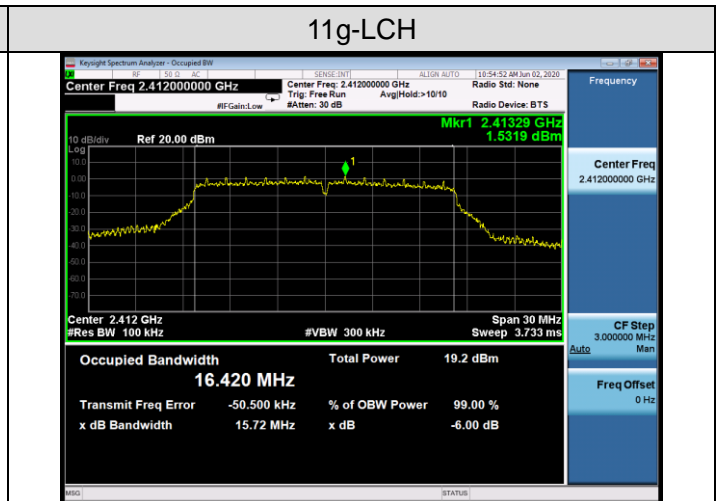 11g-LCH
Keysight Spectrum Analyzer - Occupied BW
RF 50 Ω AC SENSE:INT ALIGN AUTO 10:54:52 AM Jun 02, 2020
Center Freq 2.412000000 GHz Center Freq: 2.412000000 GHz Radio Std: None
Trig: Free Run Avg|Hold:>10/10
#IFGain:Low #Atten: 30 dB Radio Device: BTS
Mkr1 2.41329 GHz
10 dB/div Ref 20.00 dBm 1.5319 dBm
Log
10.0
0.00
-10.0
-20.0
-30.0
-40.0
-50.0
-60.0
-70.0
1
Center 2.412 GHz Span 30 MHz
#Res BW 100 kHz #VBW 300 kHz Sweep 3.733 ms
Occupied Bandwidth Total Power 19.2 dBm
16.420 MHz
Transmit Freq Error -50.500 kHz % of OBW Power 99.00 %
x dB Bandwidth 15.72 MHz x dB -6.00 dB
MSG STATUS
Frequency
Center Freq
2.412000000 GHz
CF Step
3.000000 MHz
Auto Man
Freq Offset
0 Hz